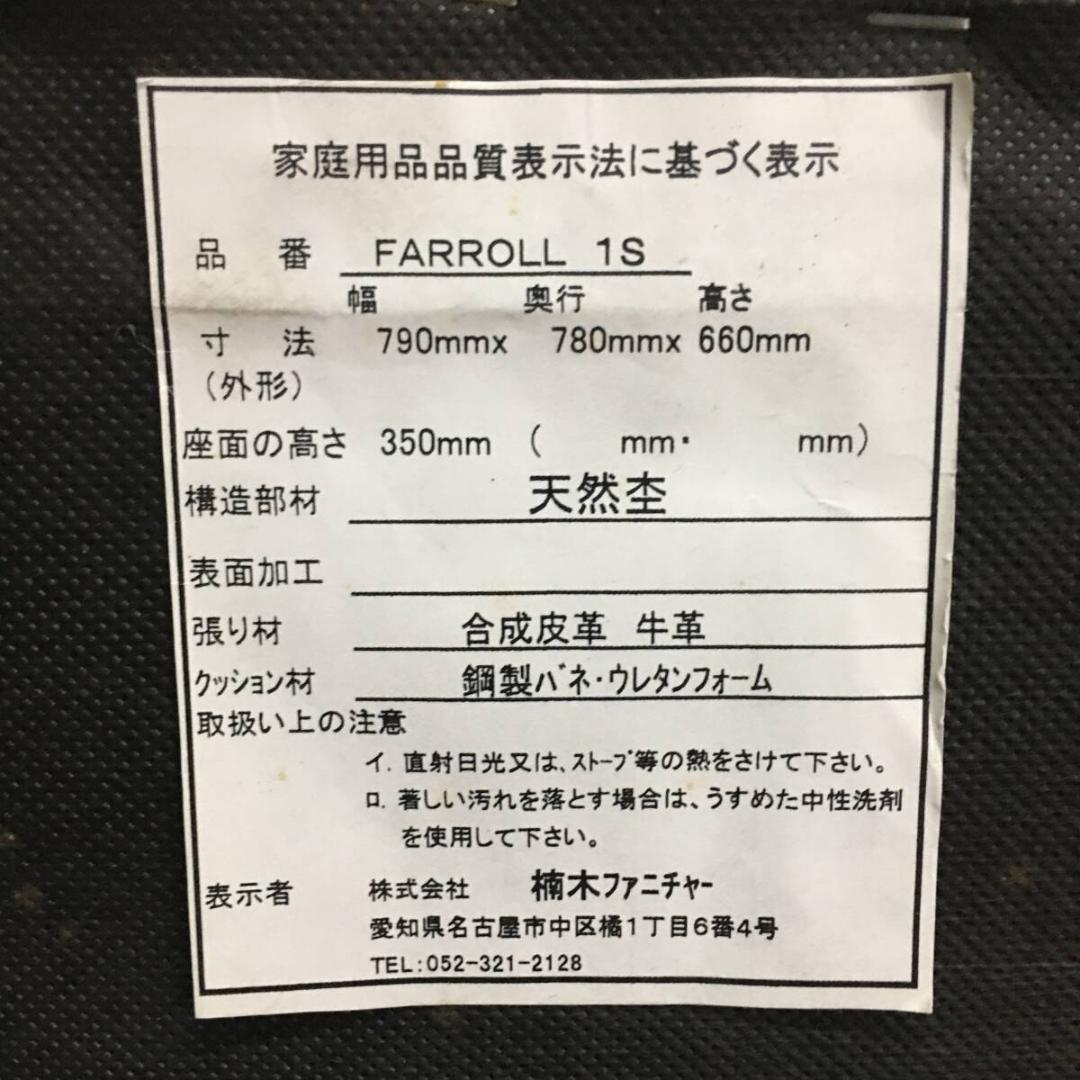 家庭用品品質表示法に基づく表示
品 番 FARROLL 1S
幅 奥行 高さ
寸 法 790mmx 780mmx 660mm
(外形)
座面の高さ 350mm ( mm・ mm)
構造部材 天然杢
表面加工
張り材 合成皮革 牛革
クッション材 鋼製バネ・ウレタンフォーム
取扱い上の注意
イ. 直射日光又は、ストーブ等の熱をさけて下さい。
ロ. 著しい汚れを落とす場合は、うすめた中性洗剤
を使用して下さい。
表示者 株式会社 楠木ファニチャー
愛知県名古屋市中区橘1丁目6番4号
TEL:052-321-2128